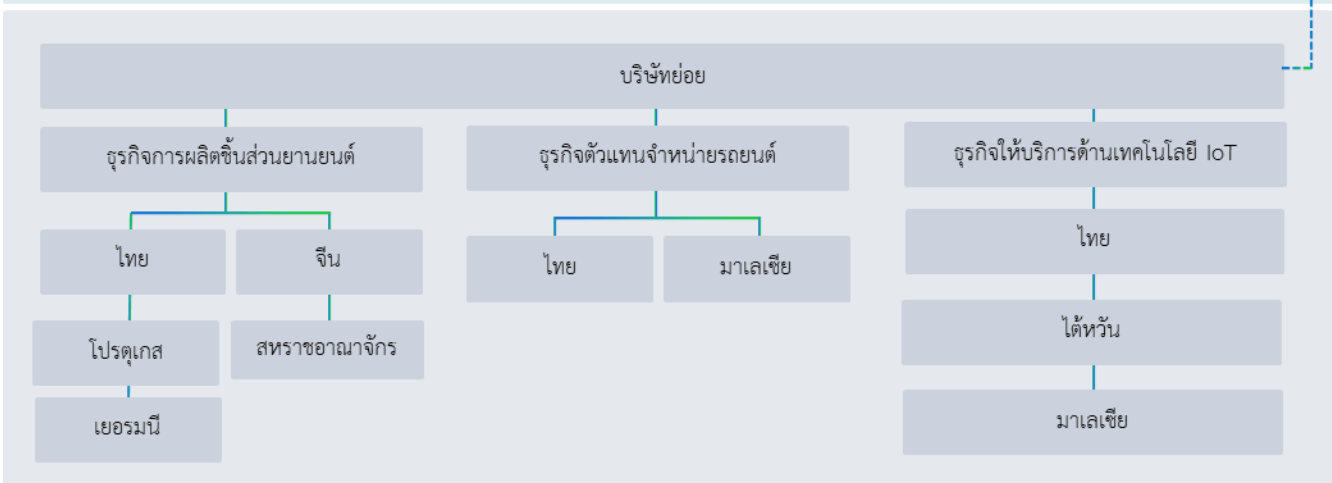 บริษัทย่อย
ธุรกิจการผลิตชิ้นส่วนยานยนต์
ธุรกิจตัวแทนจำหน่ายรถยนต์
ธุรกิจให้บริการด้านเทคโนโลยี IoT
ไทย
จีน
ไทย
มาเลเซีย
ไทย
โปรตุเกส
สหราชอาณาจักร
ไต้หวัน
เยอรมนี
มาเลเซีย